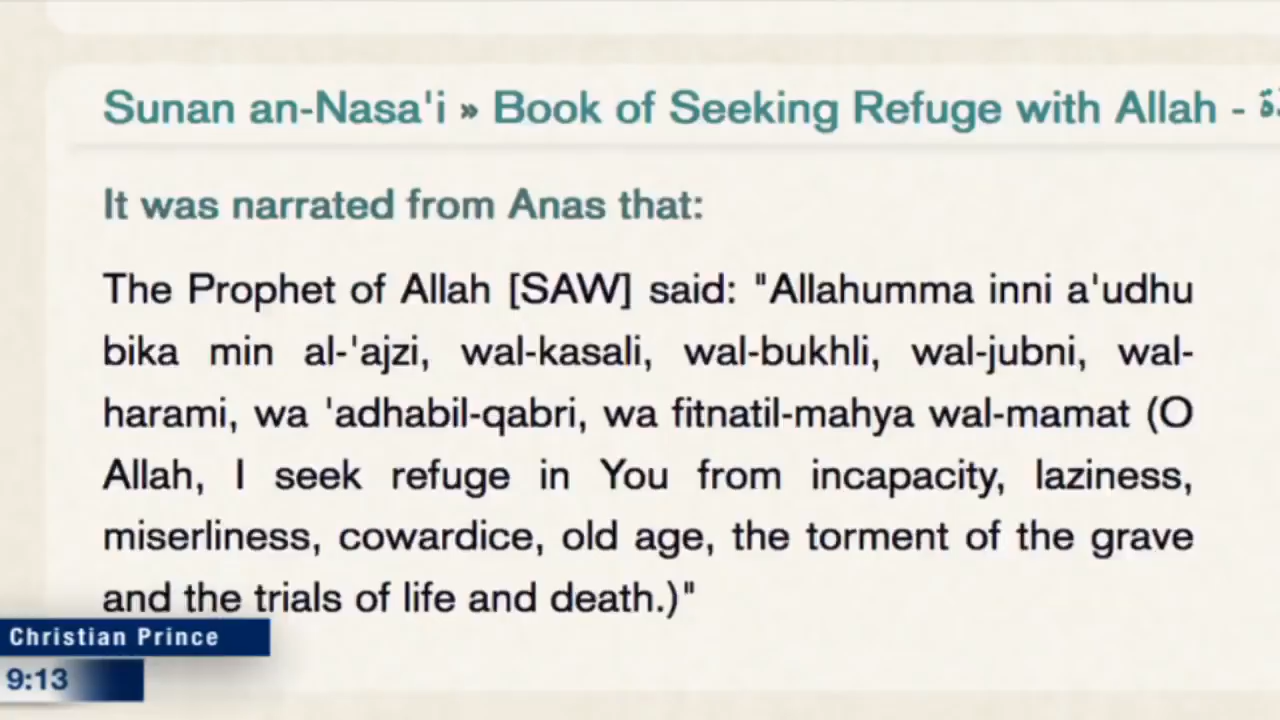 Sunan an-Nasa'i » Book of Seeking Refuge with Allah -
It was narrated from Anas that:
The Prophet of Allah [SAW] said: "Allahumma inni a'udhu
bika min al-'ajzi, wal-kasali, wal-bukhli, wal-jubni, wal-
harami, wa 'adhabil-qabri, wa fitnatil-mahya wal-mamat (O
Allah, I seek refuge in You from incapacity, laziness,
miserliness, cowardice, old age, the torment of the grave
and the trials of life and death.)"
Christian Prince
9:13